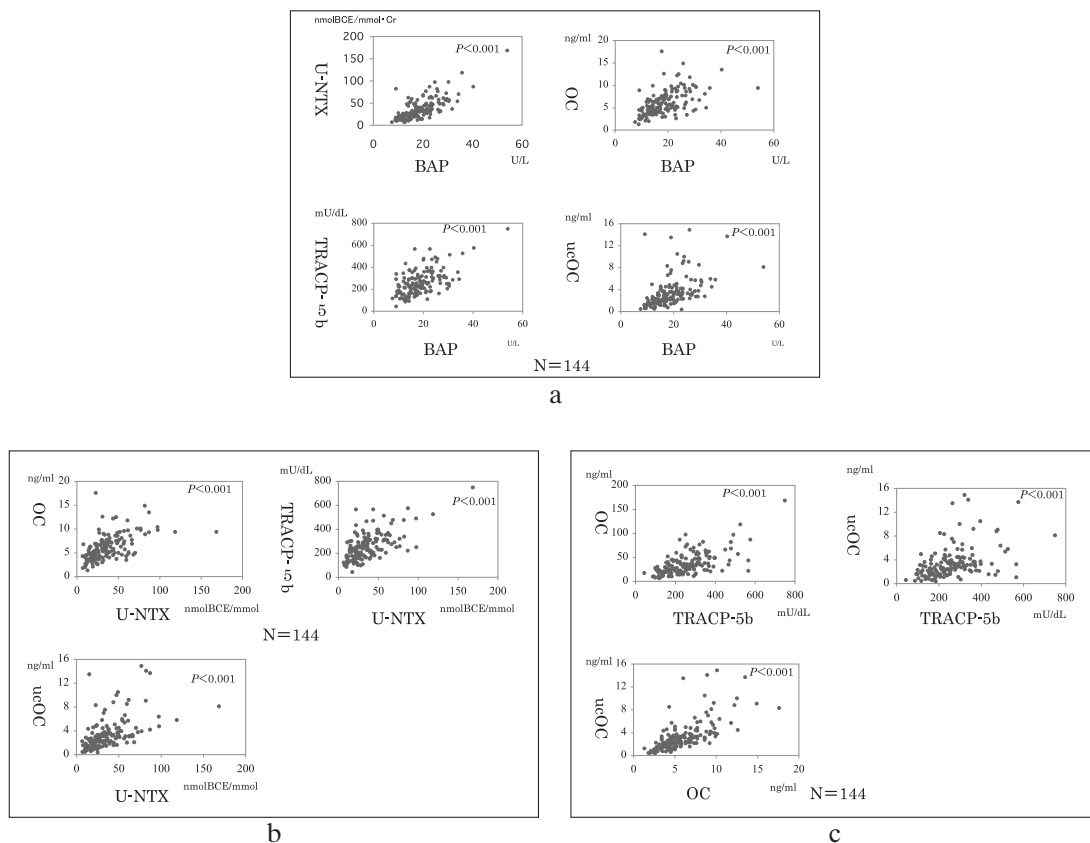 nmolBCE/mmol・Cr
U-NTX
200
150
100
50
0
P<0.001
0 20 40 60
BAP
U/L
ng/ml
OC
20
15
10
5
0
P<0.001
0 20 40 60
BAP
U/L
mU/dL
TRACP-5b
800
600
400
200
0
P<0.001
0 20 40 60
BAP
U/L
ng/ml
ucOC
16
12
8
4
0
P<0.001
0 20 40 60
BAP
U/L
N=144
a
ng/ml
OC
20
15
10
5
0
P<0.001
0 50 100 150 200
U-NTX
nmolBCE/mmol
mU/dL
TRACP-5b
800
600
400
200
0
P<0.001
0 50 100 150 200
U-NTX
nmolBCE/mmol
N=144
ng/ml
ucOC
16
12
8
4
0
P<0.001
0 50 100 150 200
U-NTX
nmolBCE/mmol
b
ng/ml
OC
200
150
100
50
0
P<0.001
0 200 400 600 800
TRACP-5b
mU/dL
ng/ml
ucOC
16
12
8
4
0
P<0.001
0 200 400 600 800
TRACP-5b
mU/dL
ng/ml
ucOC
16
12
8
4
0
P<0.001
0 5 10 15 20
OC
ng/ml
N=144
c